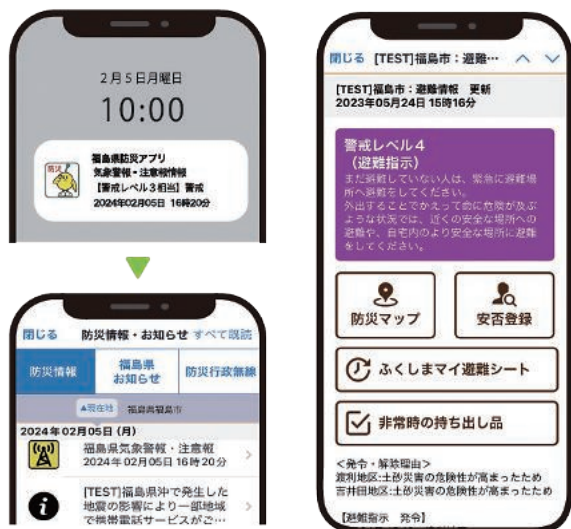 2月5日月曜日
10:00
防災
福島県防災アプリ
気象警報・注意報情報
【警戒レベル3相当】警戒
2024年02月05日 16時20分
閉じる 防災情報・お知らせ すべて既読
防災情報
福島県
お知らせ
防災行政無線
▲現在地 福島県福島市
2024年02月05日(月)
福島県気象警報・注意報
2024年02月05日 16時20分
[TEST]福島県沖で発生した
地震の影響により一部地域
で携帯電話サービスがご…
閉じる [TEST]福島市：避難…
[TEST]福島市：避難情報 更新
2023年05月24日 15時16分
警戒レベル４
（避難指示）
まだ避難していない人は、緊急に避難場
所へ避難をしてください。
外出することでかえって命に危険が及ぶ
ような状況では、近くの安全な場所への
避難や、自宅内のより安全な場所に避難
をしてください。
防災マップ
安否登録
ふくしまマイ避難シート
非常時の持ち出し品
＜発令・解除理由＞
渡利地区:土砂災害の危険性が高まったため
吉井田地区:土砂災害の危険性が高まったため
【避難指示 発令】